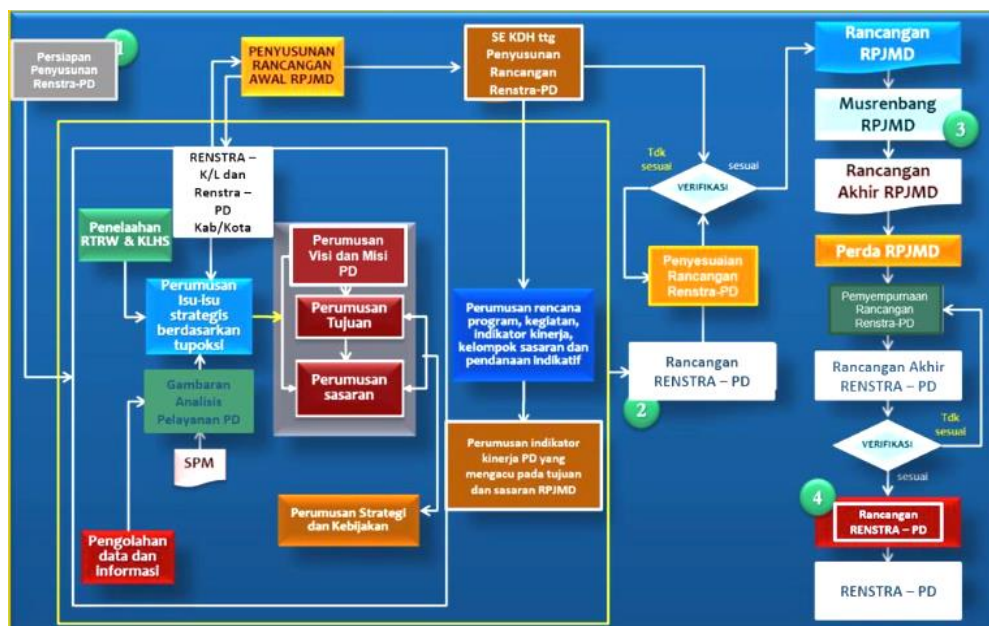 Persiapan
Penyusunan
Renstra-PD
1
PENYUSUNAN
RANCANGAN
AWAL RPJMD
SE KDH ttg
Penyusunan
Rancangan
Renstra-PD
Rancangan
RPJMD
Musrenbang
RPJMD
3
Rancangan
Akhir RPJMD
Perda RPJMD
Penyempurnaan
Rancangan
Renstra-PD
Rancangan Akhir
RENSTRA – PD
Tdk
sesuai
VERIFIKASI
sesuai
4
Rancangan
RENSTRA – PD
RENSTRA – PD
Tdk
sesuai
sesuai
VERIFIKASI
Penyesuaian
Rancangan
Renstra-PD
Rancangan
RENSTRA – PD
2
RENSTRA –
K/L dan
Renstra –
PD
Kab/Kota
Penelaahan
RTRW & KLHS
Perumusan
Isu-isu
strategis
berdasarkan
tupoksi
Gambaran
Analisis
Pelayanan PD
SPM
Pengolahan
data dan
informasi
Perumusan
Visi dan Misi
PD
Perumusan
Tujuan
Perumusan
sasaran
Perumusan Strategi
dan Kebijakan
Perumusan rencana
program, kegiatan,
indikator kinerja,
kelompok sasaran dan
pendanaan indikatif
Perumusan indikator
kinerja PD yang
mengacu pada tujuan
dan sasaran RPJMD